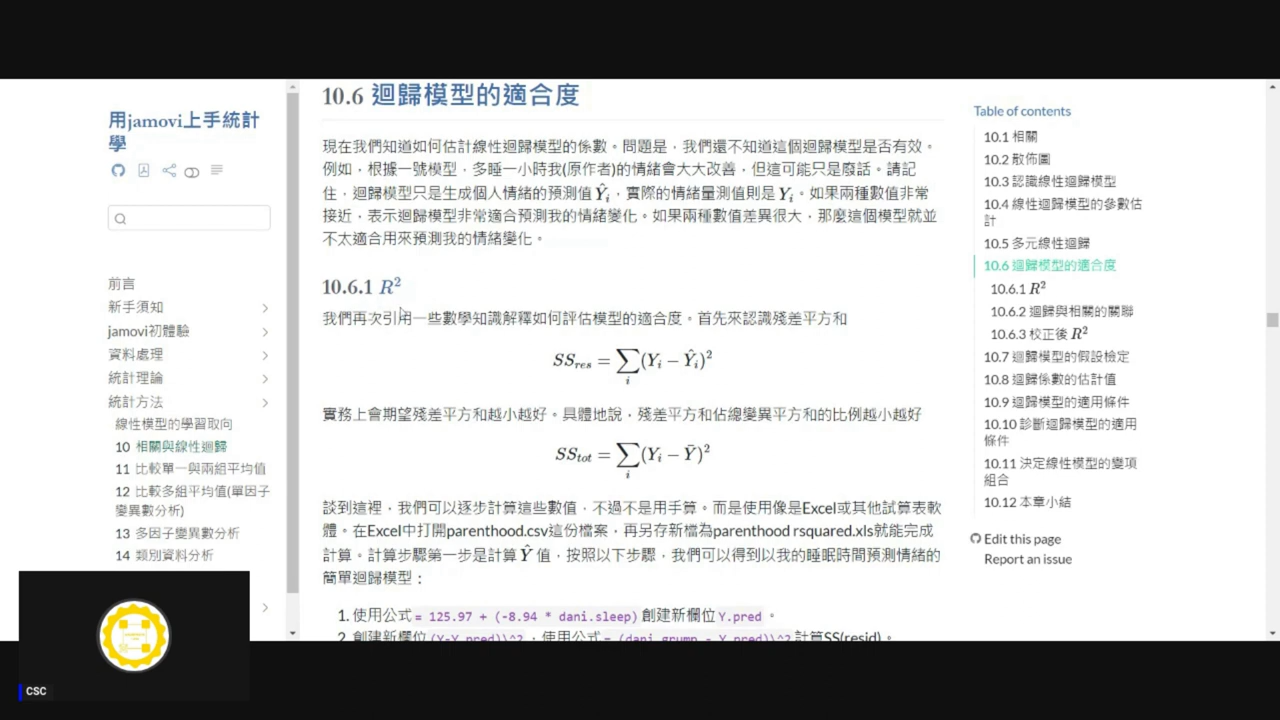 用jamovi上手統計
學
前言
新手須知
jamovi初體驗
資料處理
統計理論
統計方法
線性模型的學習取向
10 相關與線性迴歸
11 比較單一與兩組平均值
12 比較多組平均值(單因子
變異數分析)
13 多因子變異數分析
14 類別資料分析
CSC
10.6 迴歸模型的適合度
現在我們知道如何估計線性迴歸模型的係數。問題是，我們還不知道這個迴歸模型是否有效。
例如，根據一號模型，多睡一小時我(原作者)的情緒會大大改善，但這可能只是廢話。請記
住，迴歸模型只是生成個人情緒的預測值 Ŷᵢ，實際的情緒量測值則是 Yᵢ。如果兩種數值非常
接近，表示迴歸模型非常適合預測我的情緒變化。如果兩種數值差異很大，那麼這個模型就並
不太適合用來預測我的情緒變化。
10.6.1 R²
我們再次引用一些數學知識解釋如何評估模型的適合度。首先來認識殘差平方和
SS_res = ∑_i (Y_i − Ŷ_i)²
實務上會期望殘差平方和越小越好。具體地說，殘差平方和佔總變異平方和的比例越小越好
SS_tot = ∑_i (Y_i − Ȳ)²
談到這裡，我們可以逐步計算這些數值，不過不是用手算。而是使用像是Excel或其他試算表軟
體。在Excel中打開parenthood.csv這份檔案，再另存新檔為parenthood rsquared.xls就能完成
計算。計算步驟第一步是計算 Ŷ 值，按照以下步驟，我們可以得到以我的睡眠時間預測情緒的
簡單迴歸模型：
1. 使用公式 = 125.97 + (-8.94 * dani.sleep) 創建新欄位 Y.pred 。
2. 創建新欄位 (Y-Y.pred)\^2 ，使用公式 = (dani.grump - Y.pred)\^2 計算SS(resid)。
Table of contents
10.1 相關
10.2 散佈圖
10.3 認識線性迴歸模型
10.4 線性迴歸模型的參數估
計
10.5 多元線性迴歸
10.6 迴歸模型的適合度
10.6.1 R²
10.6.2 迴歸與相關的關聯
10.6.3 校正後 R²
10.7 迴歸模型的假設檢定
10.8 迴歸係數的估計值
10.9 迴歸模型的適用條件
10.10 診斷迴歸模型的適用
條件
10.11 決定線性模型的變項
組合
10.12 本章小結
Edit this page
Report an issue